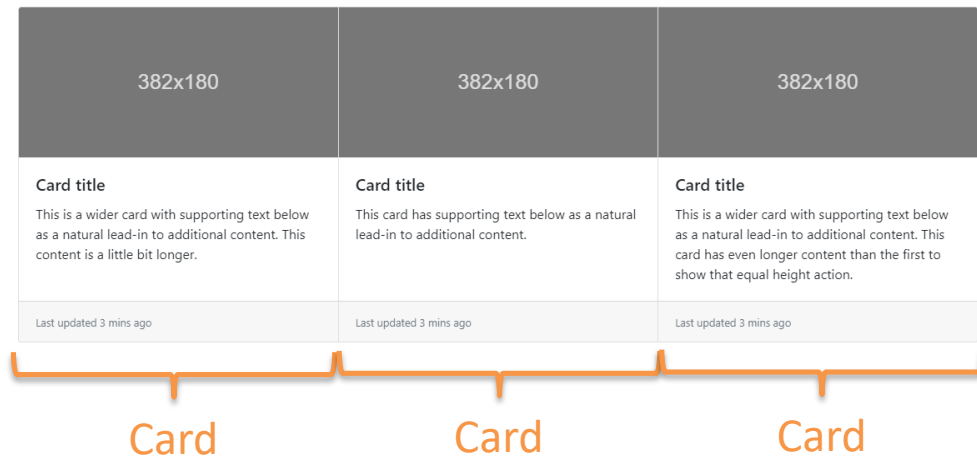 382x180
382x180
382x180
Card title
This is a wider card with supporting text below
as a natural lead-in to additional content. This
content is a little bit longer.
Last updated 3 mins ago
Card title
This card has supporting text below as a natural
lead-in to additional content.
Last updated 3 mins ago
Card title
This is a wider card with supporting text below
as a natural lead-in to additional content. This
card has even longer content than the first to
show that equal height action.
Last updated 3 mins ago
Card
Card
Card